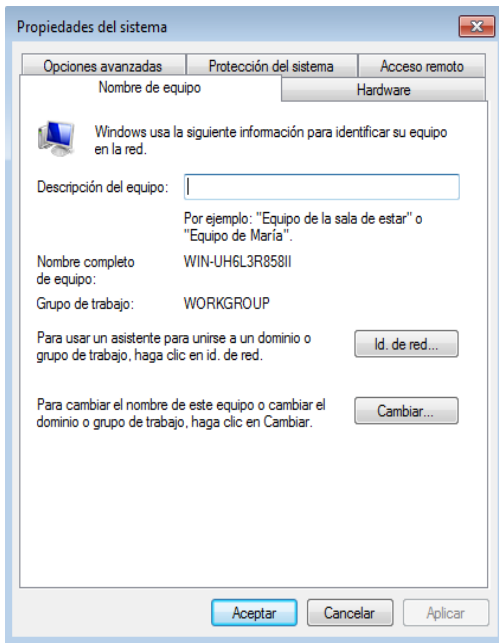 Propiedades del sistema
Opciones avanzadas Protección del sistema Acceso remoto
Nombre de equipo Hardware
Windows usa la siguiente información para identificar su equipo
en la red.
Descripción del equipo:
Por ejemplo: "Equipo de la sala de estar" o
"Equipo de María".
Nombre completo
de equipo:
WIN-UH6L3R858II
Grupo de trabajo: WORKGROUP
Para usar un asistente para unirse a un dominio o
grupo de trabajo, haga clic en id. de red.
Id. de red...
Para cambiar el nombre de este equipo o cambiar el
dominio o grupo de trabajo, haga clic en Cambiar.
Cambiar...
Aceptar Cancelar Aplicar